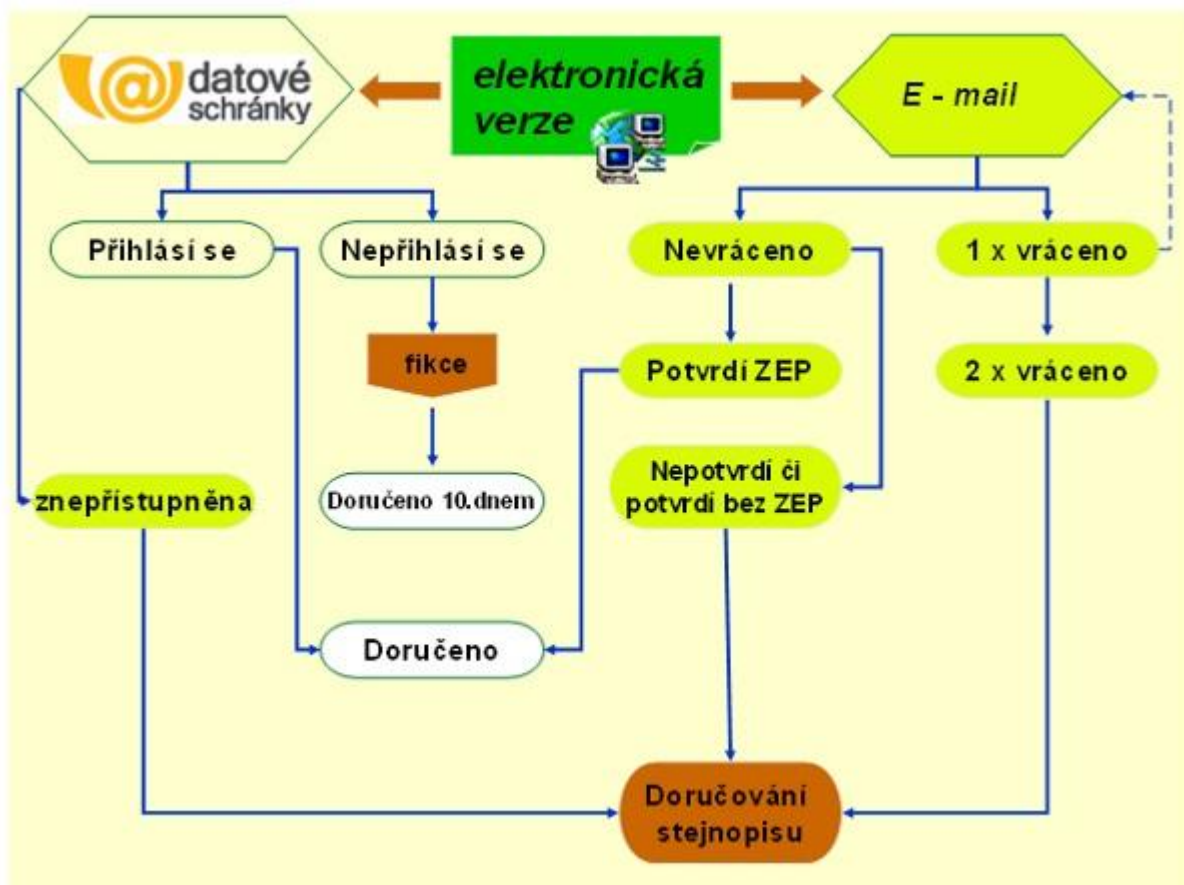 datové
schránky
elektronická
verze
E - mail
Přihlásí se
Nepřihlásí se
Nevráceno
1 x vráceno
fikce
Potvrdí ZEP
2 x vráceno
znepřístupněna
Doručeno 10.dnem
Nepotvrdí či
potvrdí bez ZEP
Doručeno
Doručování
stejnopisu